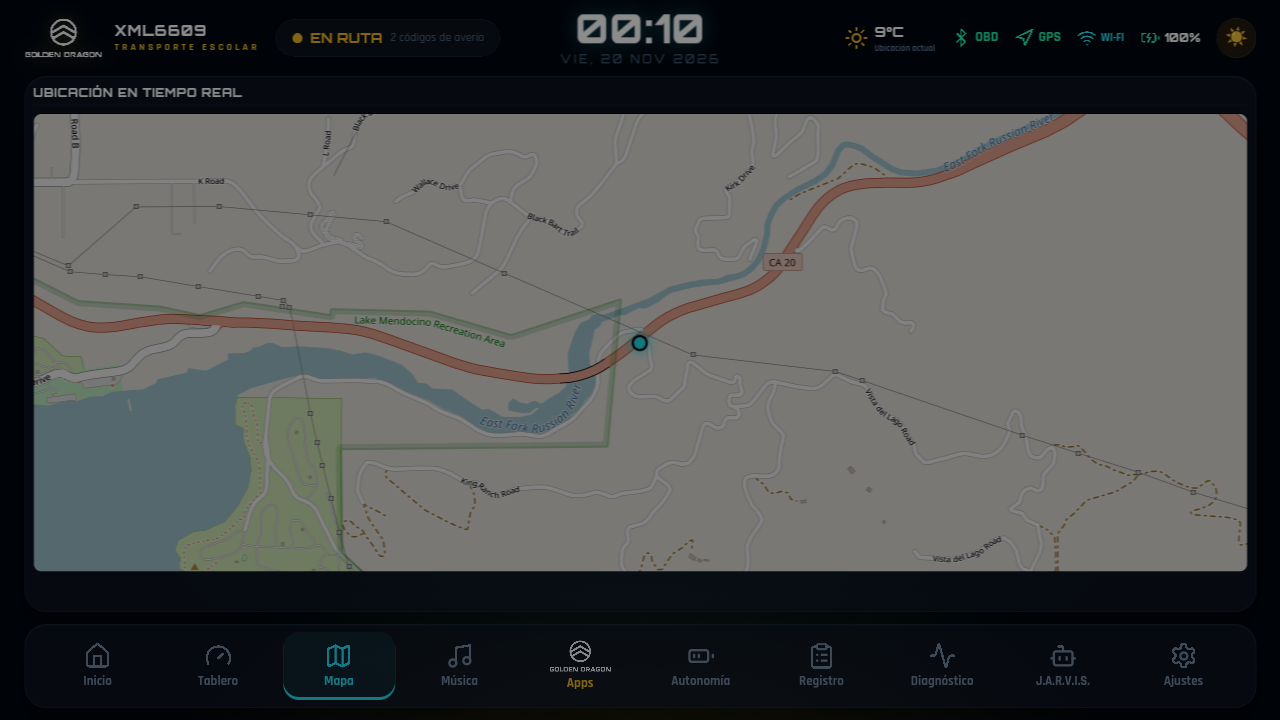 GOLDEN DRAGON
XML6609
TRANSPORTE ESCOLAR
EN RUTA
2 códigos de avería
00:10
VIE, 20 NOV 2026
9°C
Ubicación actual
OBD
GPS
WI-FI
100%
UBICACIÓN EN TIEMPO REAL
Road B
K Road
Wallace Drive
Black Bart Trail
Kirk Drive
East Fork Russian River
CA 20
Lake Mendocino Recreation Area
East Fork Russian River
Vista del Lago Road
King Ranch Road
Vista del Lago Road
Inicio
Tablero
Mapa
Música
GOLDEN DRAGON
Apps
Autonomía
Registro
Diagnóstico
J.A.R.V.I.S.
Ajustes